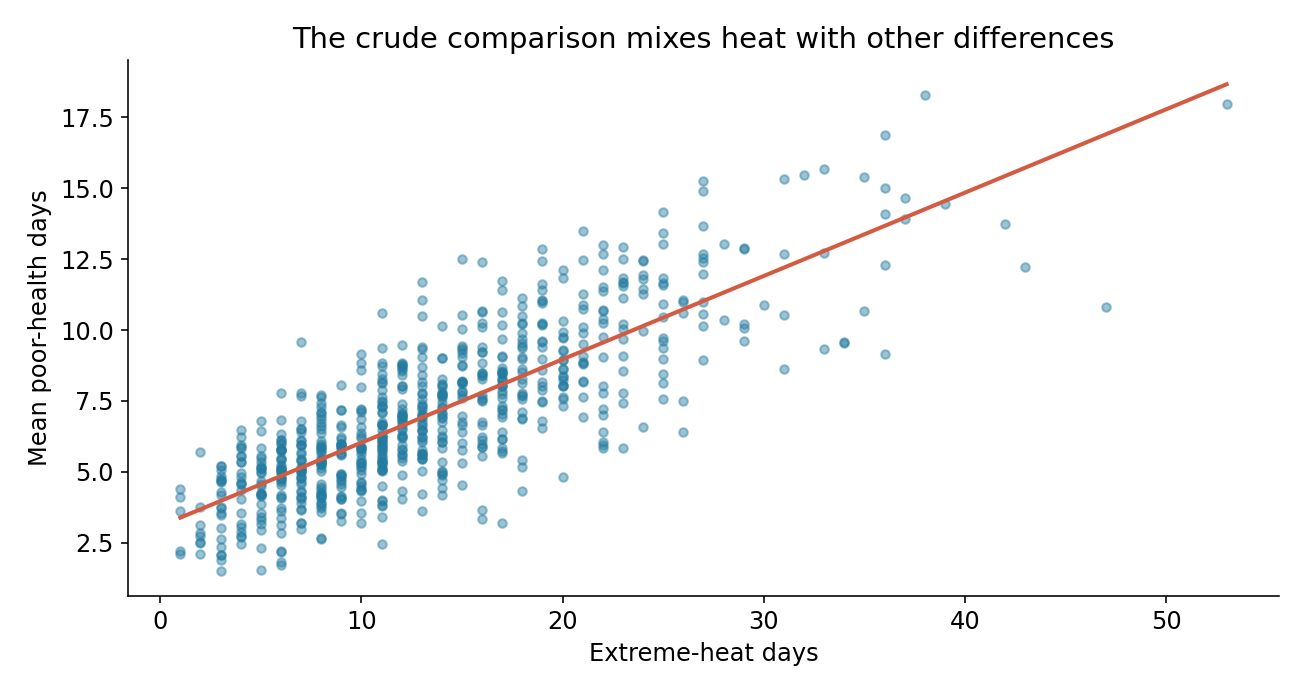 The crude comparison mixes heat with other differences
Mean poor-health days
17.5
15.0
12.5
10.0
7.5
5.0
2.5
0 10 20 30 40 50
Extreme-heat days